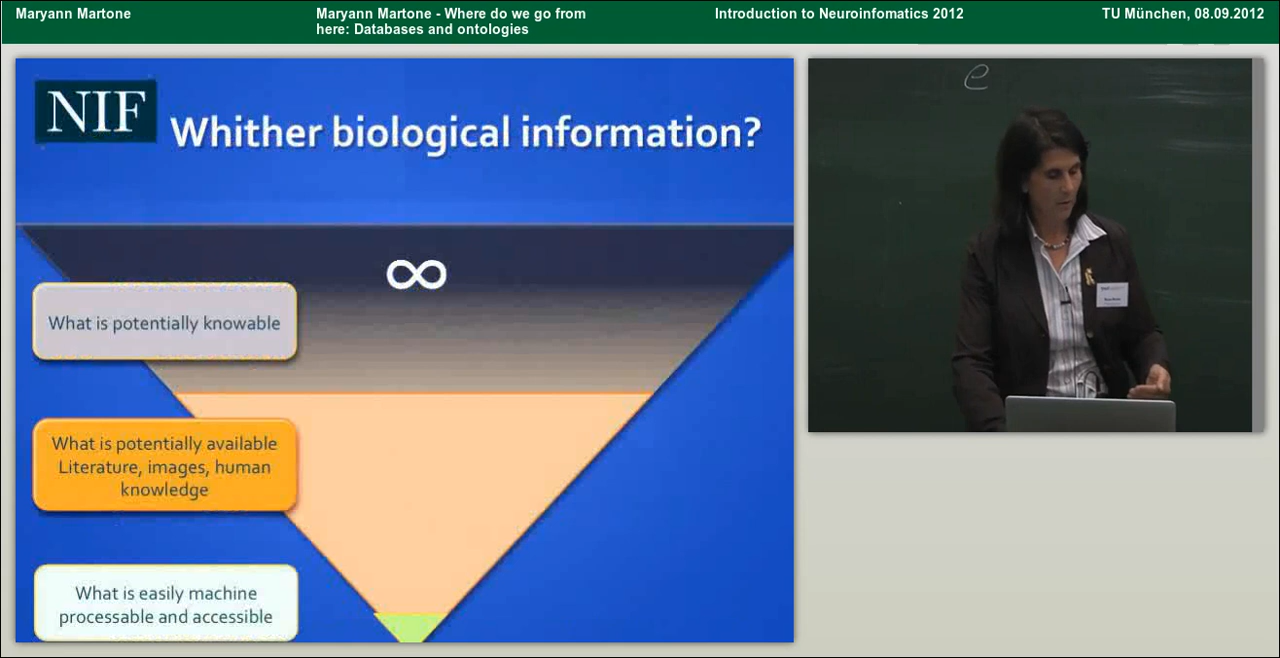 Maryann Martone
Maryann Martone - Where do we go from
here: Databases and ontologies
Introduction to Neuroinfomatics 2012
TU München, 08.09.2012
NIF
Whither biological information?
∞
What is potentially knowable
What is potentially available
Literature, images, human
knowledge
What is easily machine
processable and accessible
e